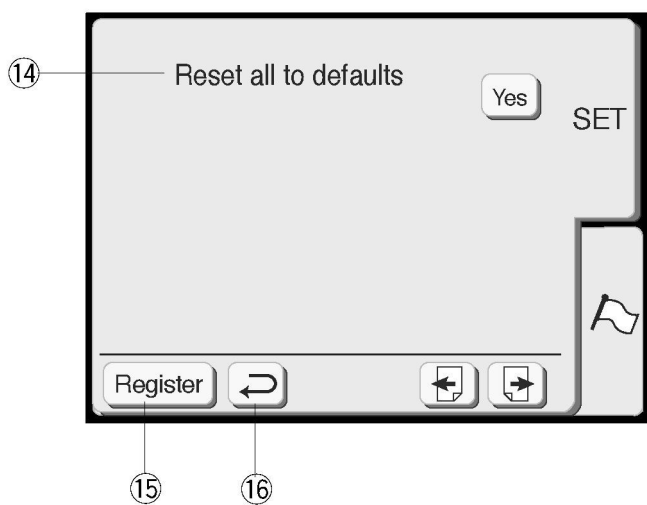 ⑭ Reset all to defaults
Yes
SET
Register
⑮ ⑯